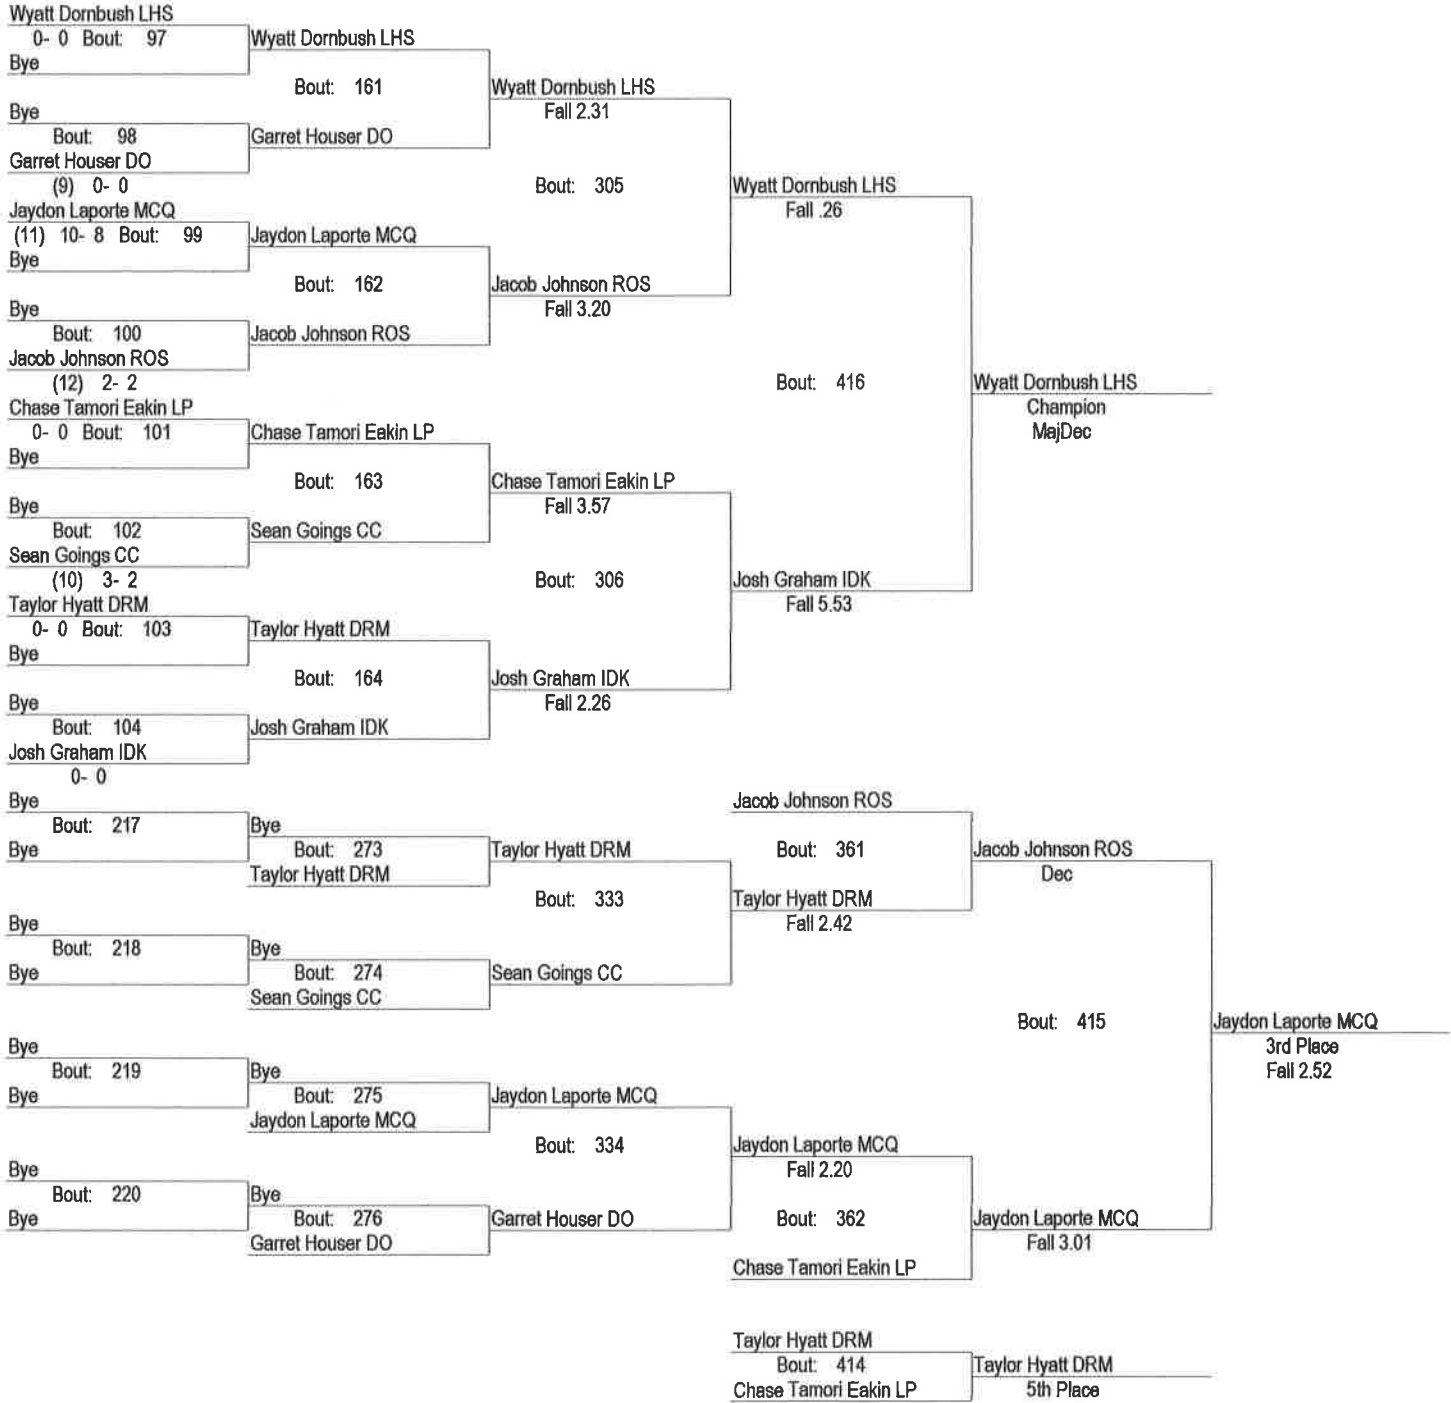 Wyatt Dornbush LHS
0- 0 Bout: 97
Wyatt Dornbush LHS
Bye
Bout: 161
Wyatt Dornbush LHS
Bye
Fall 2.31
Bout: 98
Garret Houser DO
Garret Houser DO
(9) 0- 0
Bout: 305
Wyatt Dornbush LHS
Jaydon Laporte MCQ
Fall .26
(11) 10- 8 Bout: 99
Jaydon Laporte MCQ
Bye
Bout: 162
Jacob Johnson ROS
Bye
Fall 3.20
Bout: 100
Jacob Johnson ROS
Jacob Johnson ROS
(12) 2- 2
Bout: 416
Wyatt Dornbush LHS
Chase Tamori Eakin LP
Champion
0- 0 Bout: 101
Chase Tamori Eakin LP
MajDec
Bye
Bout: 163
Chase Tamori Eakin LP
Bye
Fall 3.57
Bout: 102
Sean Goings CC
Sean Goings CC
(10) 3- 2
Bout: 306
Josh Graham IDK
Taylor Hyatt DRM
Fall 5.53
0- 0 Bout: 103
Taylor Hyatt DRM
Bye
Bout: 164
Josh Graham IDK
Bye
Fall 2.26
Bout: 104
Josh Graham IDK
Josh Graham IDK
0- 0
Bye
Jacob Johnson ROS
Bout: 217
Bye
Bye
Bout: 273
Taylor Hyatt DRM
Bout: 361
Jacob Johnson ROS
Taylor Hyatt DRM
Dec
Bout: 333
Taylor Hyatt DRM
Bye
Fall 2.42
Bout: 218
Bye
Bye
Bout: 274
Sean Goings CC
Sean Goings CC
Bout: 415
Jaydon Laporte MCQ
Bye
3rd Place
Bout: 219
Bye
Fall 2.52
Bye
Bout: 275
Jaydon Laporte MCQ
Jaydon Laporte MCQ
Bout: 334
Jaydon Laporte MCQ
Bye
Fall 2.20
Bout: 220
Bye
Bye
Bout: 276
Garret Houser DO
Bout: 362
Jaydon Laporte MCQ
Garret Houser DO
Fall 3.01
Chase Tamori Eakin LP
Taylor Hyatt DRM
Bout: 414
Taylor Hyatt DRM
Chase Tamori Eakin LP
5th Place